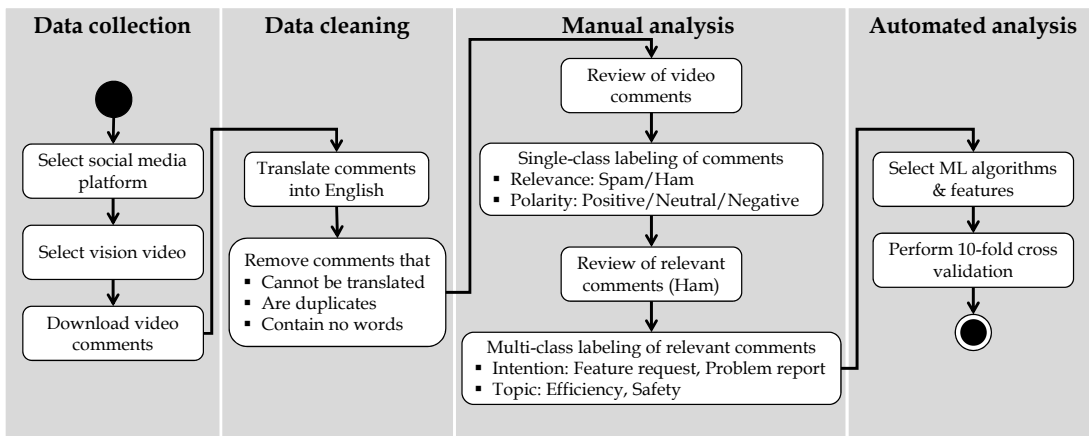 Data collection
Select social media
platform
Select vision video
Download video
comments
Data cleaning
Translate comments
into English
Remove comments that
▪ Cannot be translated
▪ Are duplicates
▪ Contain no words
Manual analysis
Review of video
comments
Single-class labeling of comments
▪ Relevance: Spam/Ham
▪ Polarity: Positive/Neutral/Negative
Review of relevant
comments (Ham)
Multi-class labeling of relevant comments
▪ Intention: Feature request, Problem report
▪ Topic: Efficiency, Safety
Automated analysis
Select ML algorithms
& features
Perform 10-fold cross
validation